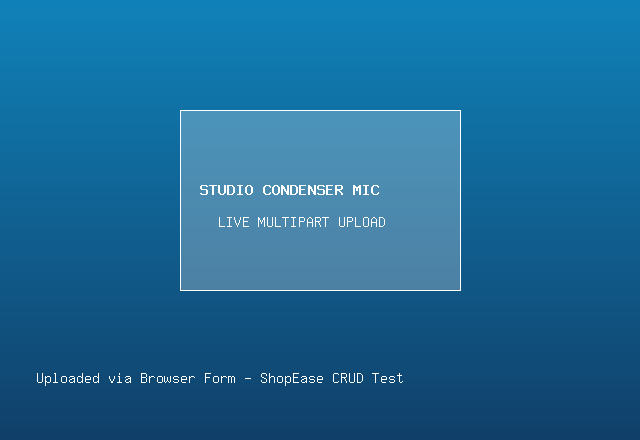 STUDIO CONDENSER MIC
LIVE MULTIPART UPLOAD
Uploaded via Browser Form - ShopEase CRUD Test